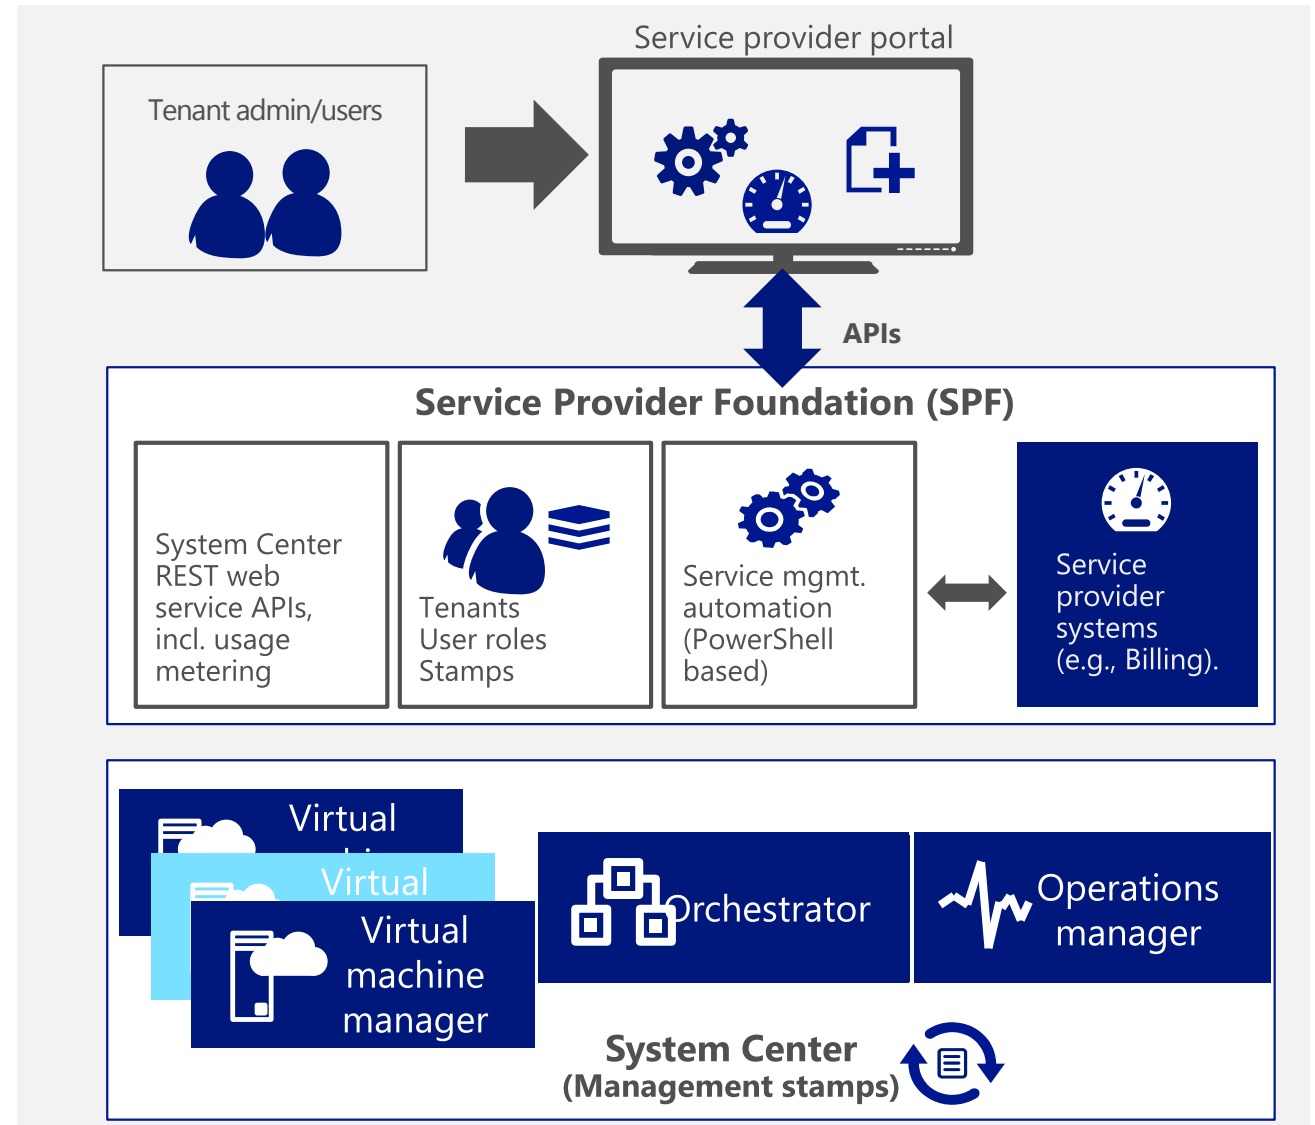 Service provider portal
Tenant admin/users
APIs
Service Provider Foundation (SPF)
System Center
REST web
service APIs,
incl. usage
metering
Tenants
User roles
Stamps
Service mgmt.
automation
(PowerShell
based)
Service
provider
systems
(e.g., Billing).
Virtual
Virtual
Virtual
machine
manager
Orchestrator
Operations
manager
System Center
(Management stamps)